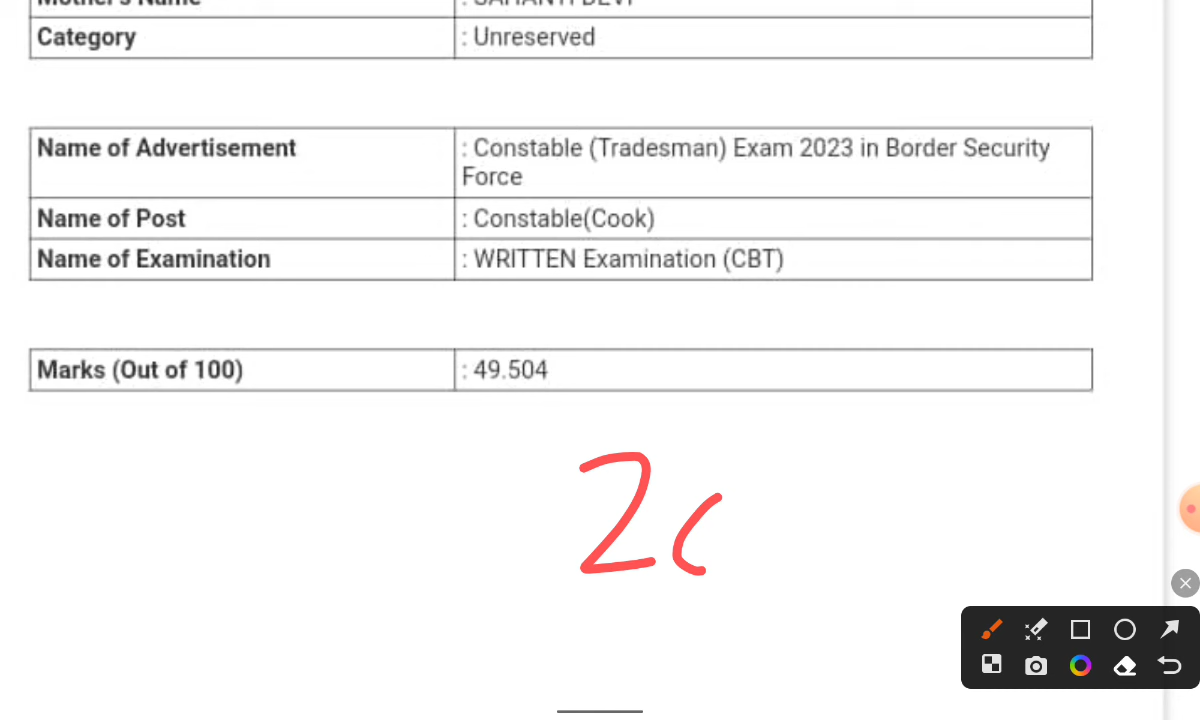 Category : Unreserved
Name of Advertisement : Constable (Tradesman) Exam 2023 in Border Security
Force
Name of Post : Constable(Cook)
Name of Examination : WRITTEN Examination (CBT)
Marks (Out of 100) : 49.504
2